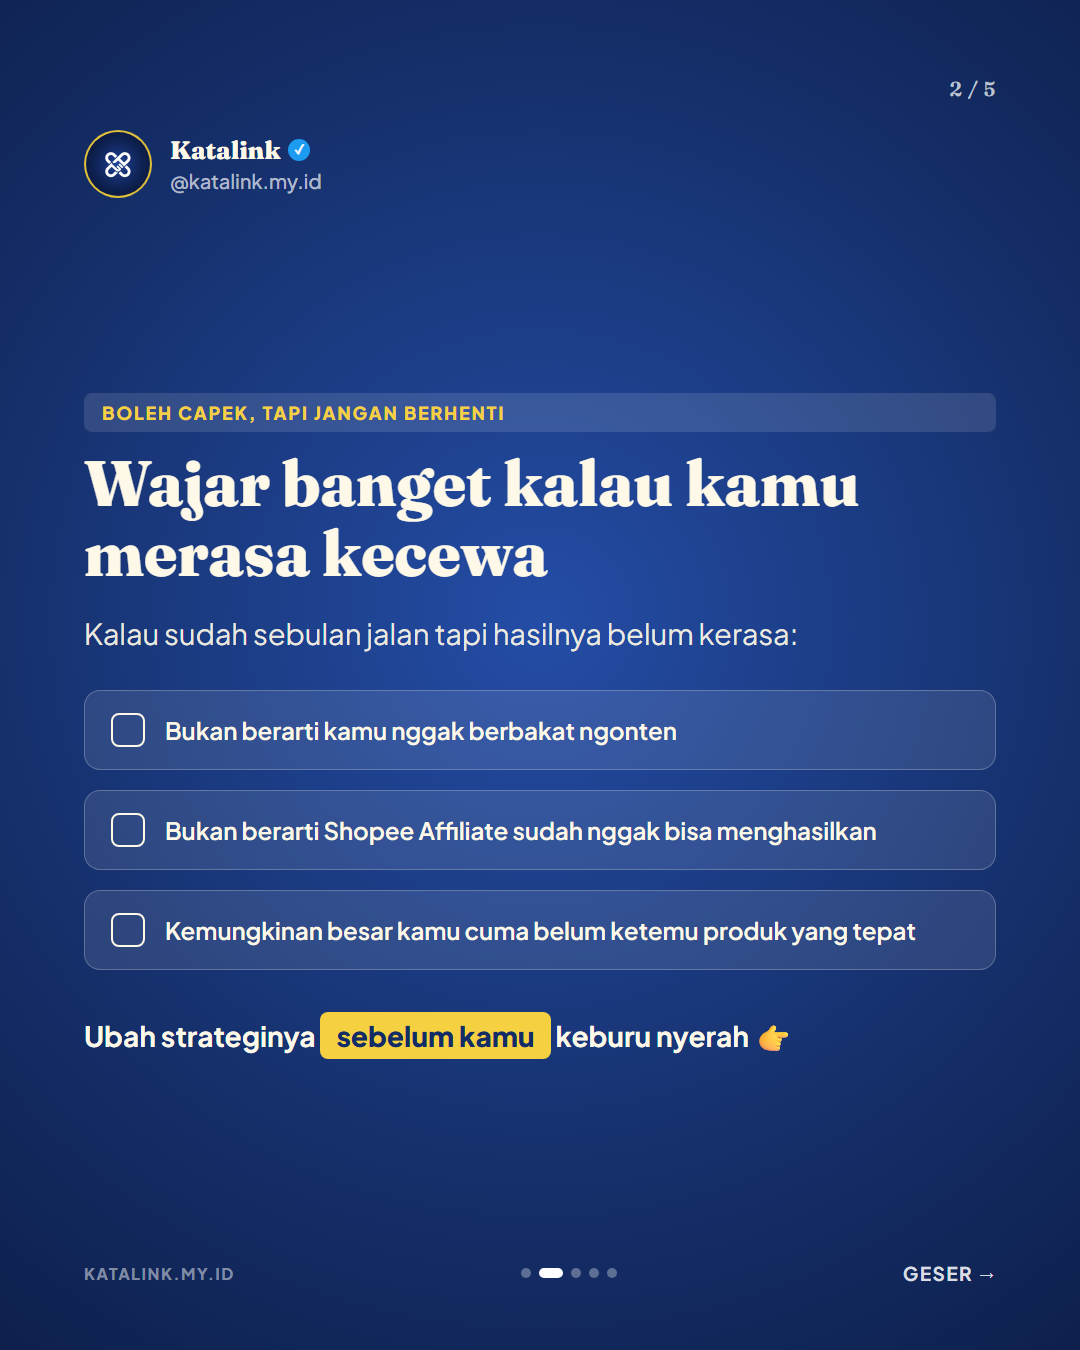 2 / 5
Katalink
@katalink.my.id
BOLEH CAPEK, TAPI JANGAN BERHENTI
Wajar banget kalau kamu
merasa kecewa
Kalau sudah sebulan jalan tapi hasilnya belum kerasa:
Bukan berarti kamu nggak berbakat ngonten
Bukan berarti Shopee Affiliate sudah nggak bisa menghasilkan
Kemungkinan besar kamu cuma belum ketemu produk yang tepat
Ubah strateginya sebelum kamu keburu nyerah 👉
KATALINK.MY.ID
GESER →